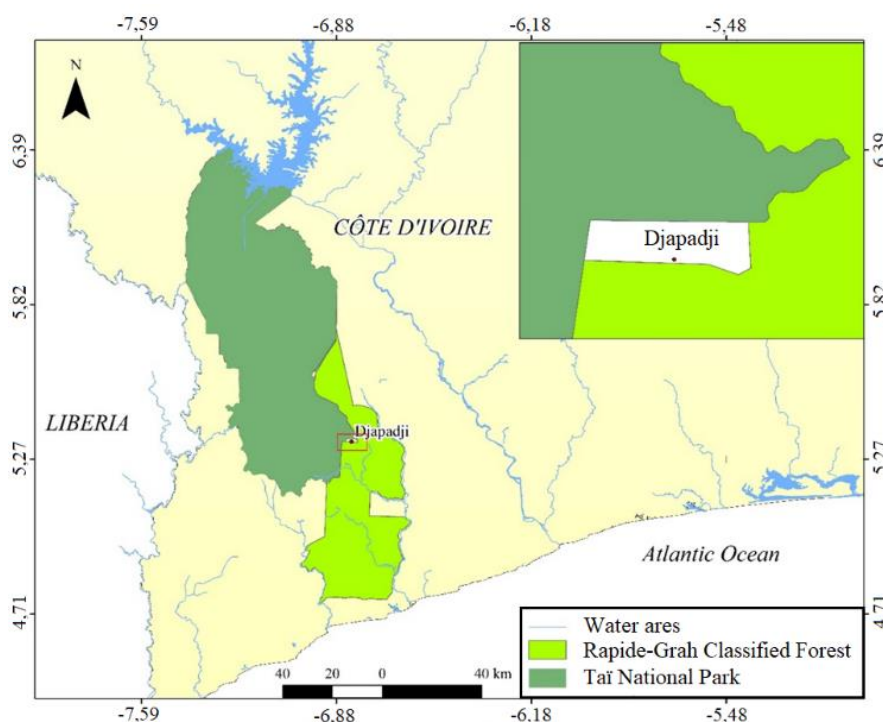 -7,59 -6,88 -6,18 -5,48
N
6,39
6,39
CÔTE D'IVOIRE
Djapadji
5,82
5,82
LIBERIA
Djapadji
5,27
5,27
Atlantic Ocean
4,71
4,71
Water ares
Rapide-Grah Classified Forest
Taï National Park
40 20 0 40 km
-7,59 -6,88 -6,18 -5,48